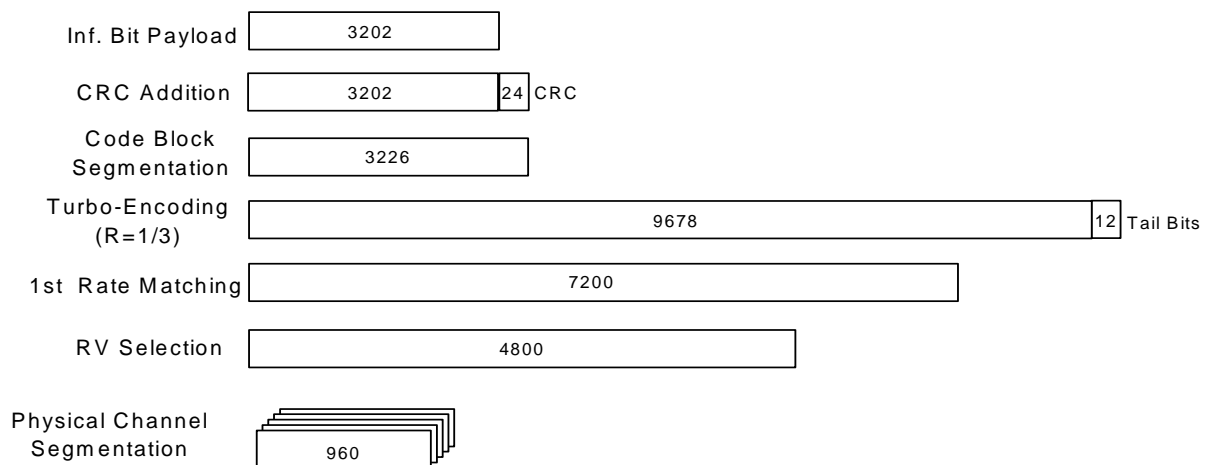 Inf. Bit Payload
3202
CRC Addition
3202
24 CRC
Code Block
Segmentation
3226
Turbo-Encoding
(R=1/3)
9678
12 Tail Bits
1st Rate Matching
7200
RV Selection
4800
Physical Channel
Segmentation
960